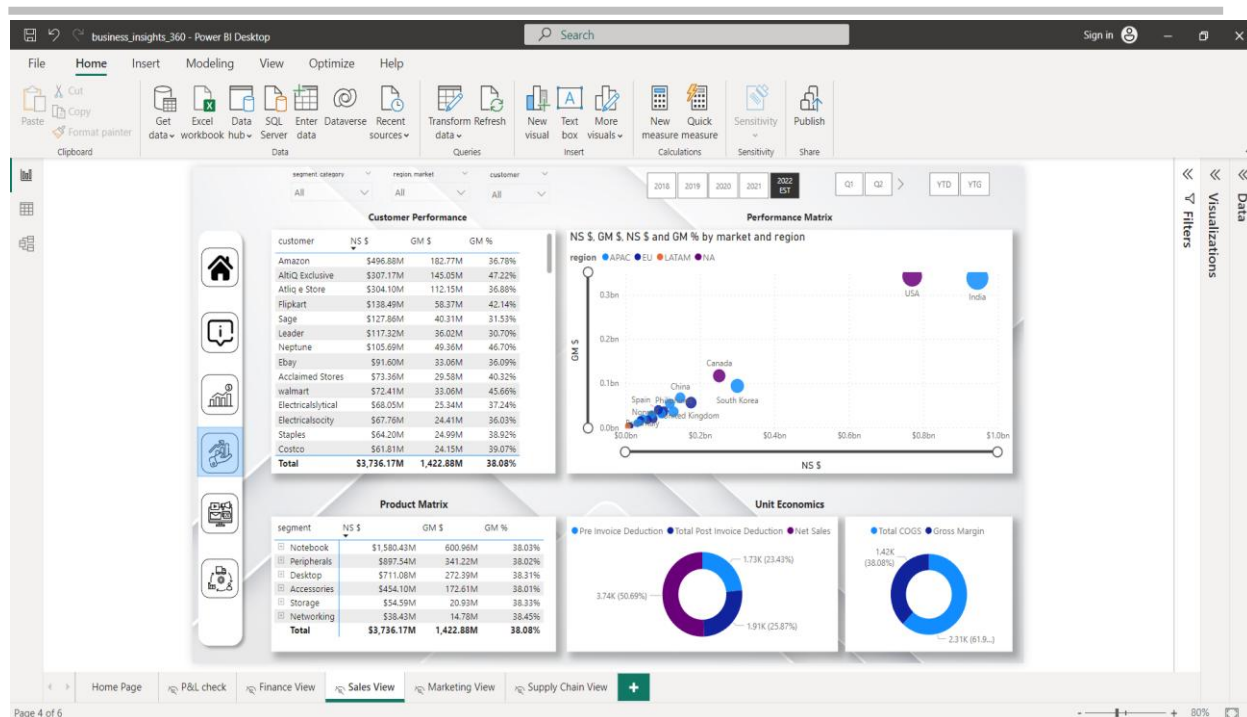 business_insights_360 - Power BI Desktop
Search
Sign in
File Home Insert Modeling View Optimize Help
Paste
Cut
Copy
Format painter
Get data
Excel workbook
Data hub
SQL Server
Enter data
Dataverse
Recent sources
Transform data
Refresh
New visual
Text box
More visuals
New measure
Quick measure
Sensitivity
Publish
Clipboard Data Queries Insert Calculations Sensitivity Share
segment, category region, market customer
All All All
2018 2019 2020 2021 2022 EST
Q1 Q2
YTD YTG
Filters
Visualizations
Data
Customer Performance
customer NS $ GM $ GM %
Amazon $496.88M 182.77M 36.78%
AltiQ Exclusive $307.17M 145.05M 47.22%
Atliq e Store $304.10M 112.15M 36.88%
Flipkart $138.49M 58.37M 42.14%
Sage $127.86M 40.31M 31.53%
Leader $117.32M 36.02M 30.70%
Neptune $105.69M 49.36M 46.70%
Ebay $91.60M 33.06M 36.09%
Acclaimed Stores $73.36M 29.58M 40.32%
walmart $72.41M 33.06M 45.66%
Electricalslytical $68.05M 25.34M 37.24%
Electricalsocity $67.76M 24.41M 36.03%
Staples $64.20M 24.99M 38.92%
Costco $61.81M 24.15M 39.07%
Total $3,736.17M 1,422.88M 38.08%
Performance Matrix
NS $, GM $, NS $ and GM % by market and region
region APAC EU LATAM NA
GM $
0.3bn
0.2bn
0.1bn
0.0bn
USA
India
Canada
China
South Korea
Spain
United Kingdom
$0.0bn $0.2bn $0.4bn $0.6bn $0.8bn $1.0bn
NS $
Product Matrix
segment NS $ GM $ GM %
Notebook $1,580.43M 600.96M 38.03%
Peripherals $897.54M 341.22M 38.02%
Desktop $711.08M 272.39M 38.31%
Accessories $454.10M 172.61M 38.01%
Storage $54.59M 20.93M 38.33%
Networking $38.43M 14.78M 38.45%
Total $3,736.17M 1,422.88M 38.08%
Unit Economics
Pre Invoice Deduction Total Post Invoice Deduction Net Sales
1.73K (23.43%)
3.74K (50.69%)
1.91K (25.87%)
Total COGS Gross Margin
1.42K
(38.08%)
2.31K (61.9...)
Home Page P&L check Finance View Sales View Marketing View Supply Chain View
Page 4 of 6
80%